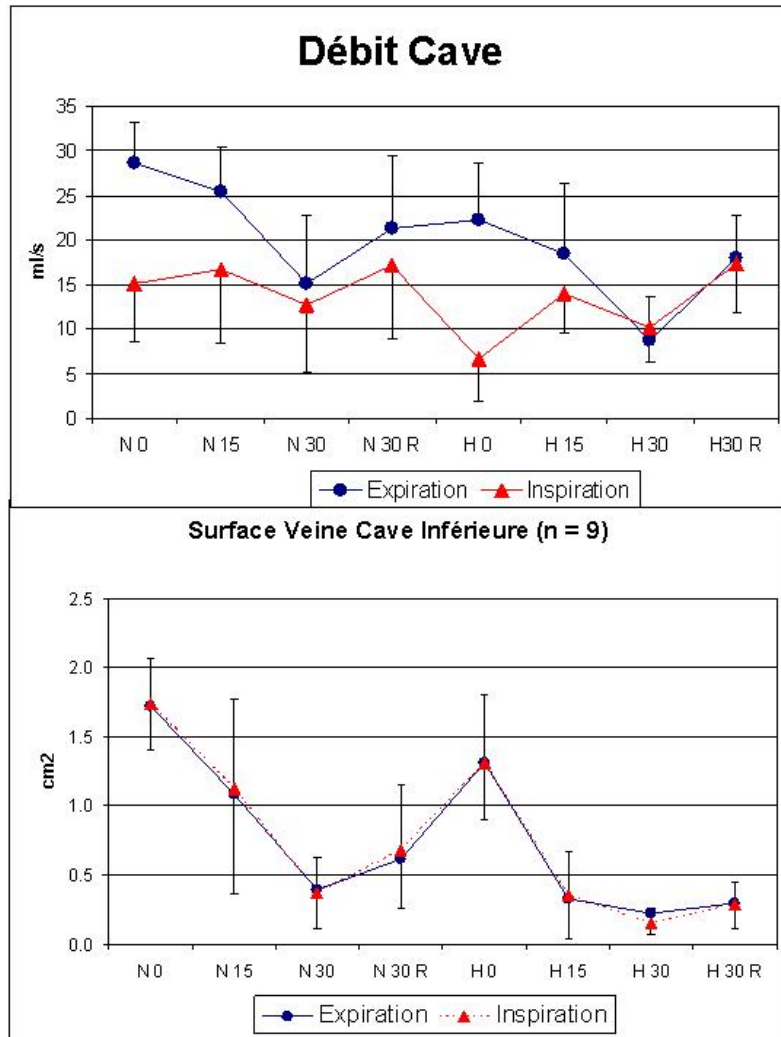 Débit Cave
35
30
25
20
15
10
5
0
ml/s
N 0 N 15 N 30 N 30 R H 0 H 15 H 30 H30 R
Expiration Inspiration
Surface Veine Cave Inférieure (n = 9)
2.5
2.0
1.5
1.0
0.5
0.0
cm2
N 0 N 15 N 30 N 30 R H 0 H 15 H 30 H 30 R
Expiration Inspiration